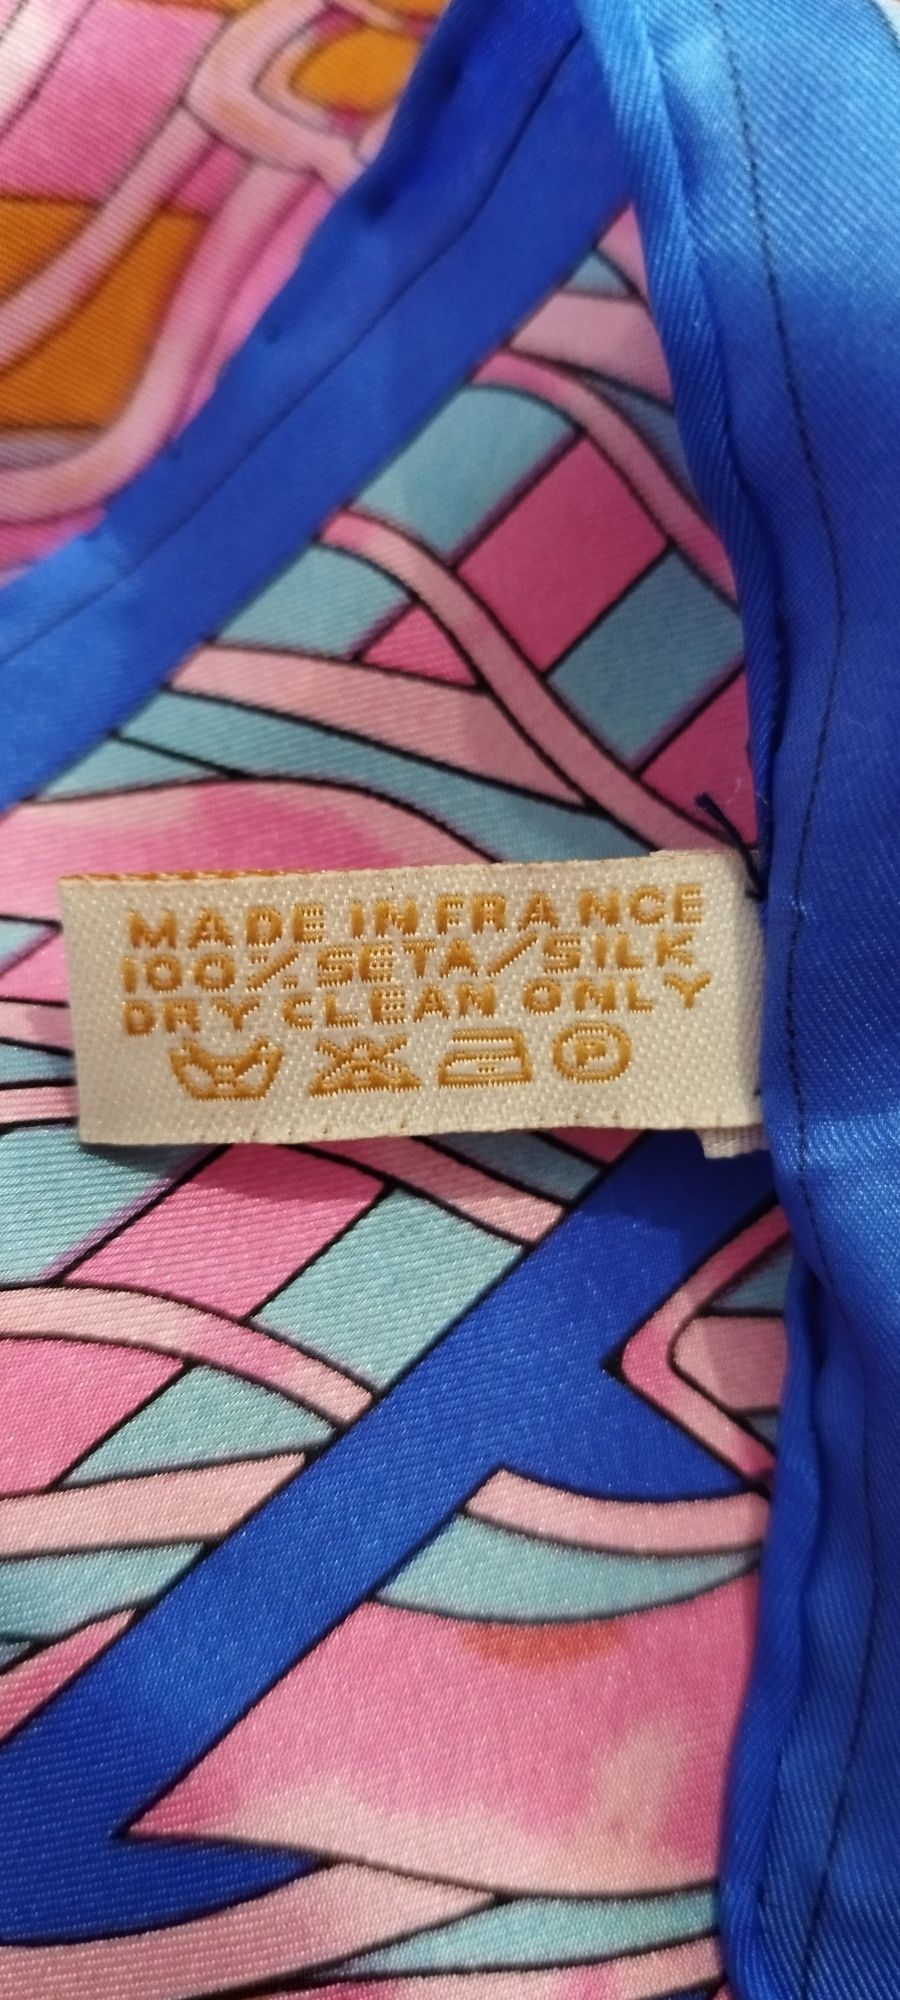 MADE IN FRANCE
100%.SETA/SILK
DRY CLEAN ONLY
P